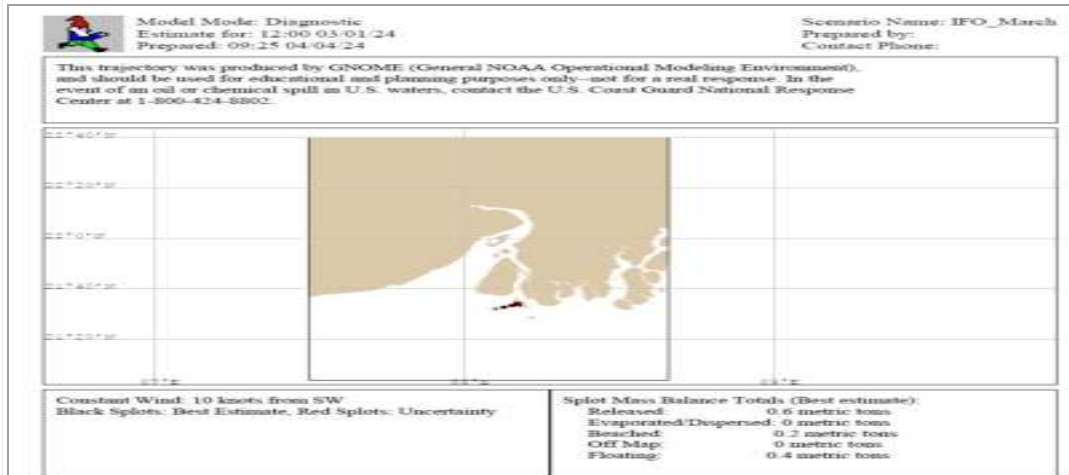 Model Mode: Diagnostic
Estimate for: 12:00 03/01/24
Prepared: 09:25 04/04/24
Scenario Name: IFO_March
Prepared by:
Contact Phone:
This trajectory was produced by GNOME (General NOAA Operational Modeling Environment),
and should be used for educational and planning purposes only--not for a real response. In the
event of an oil or chemical spill in U.S. waters, contact the U.S. Coast Guard National Response
Center at 1-800-424-8802.
Constant Wind: 10 knots from SW
Black Splots: Best Estimate, Red Splots: Uncertainty
Splot Mass Balance Totals (Best estimate):
Released: 0.6 metric tons
Evaporated/Dispersed: 0 metric tons
Beached: 0.2 metric tons
Off Map: 0 metric tons
Floating: 0.4 metric tons